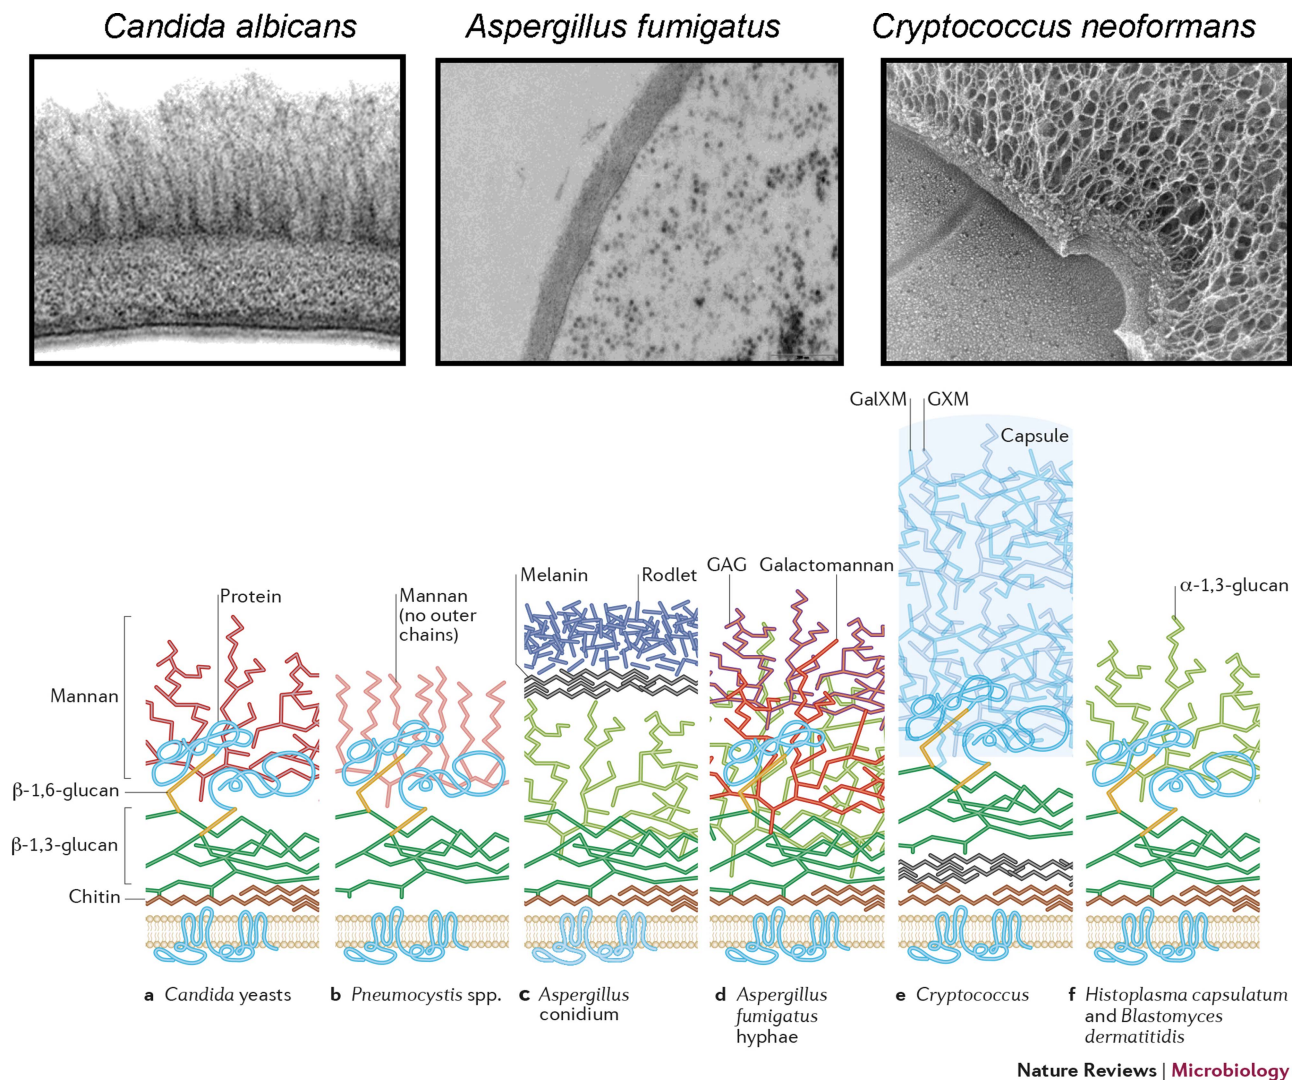 Candida albicans
Aspergillus fumigatus
Cryptococcus neoformans
GalXM
GXM
Capsule
Protein
Mannan
(no outer
chains)
Melanin
Rodlet
GAG
Galactomannan
α-1,3-glucan
Mannan
β-1,6-glucan
β-1,3-glucan
Chitin
a Candida yeasts
b Pneumocystis spp.
c Aspergillus
conidium
d Aspergillus
fumigatus
hyphae
e Cryptococcus
f Histoplasma capsulatum
and Blastomyces
dermatitidis
Nature Reviews | Microbiology